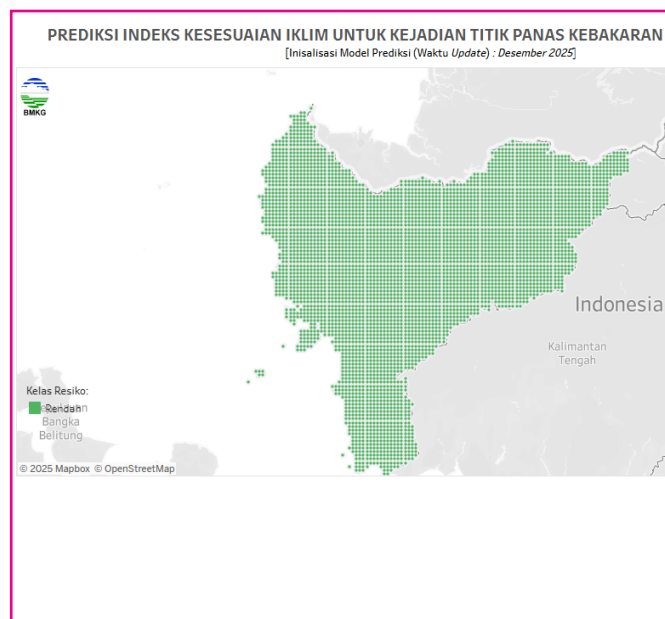 PREDIKSI INDEKS KESESUAIAN IKLIM UNTUK KEJADIAN TITIK PANAS KEBAKARAN
[Inisalisasi Model Prediksi (Waktu Update) : Desember 2025]
BMKG
Indonesia
Kalimantan
Tengah
Kelas Resiko:
Rendah
Bangka
Belitung
© 2025 Mapbox © OpenStreetMap